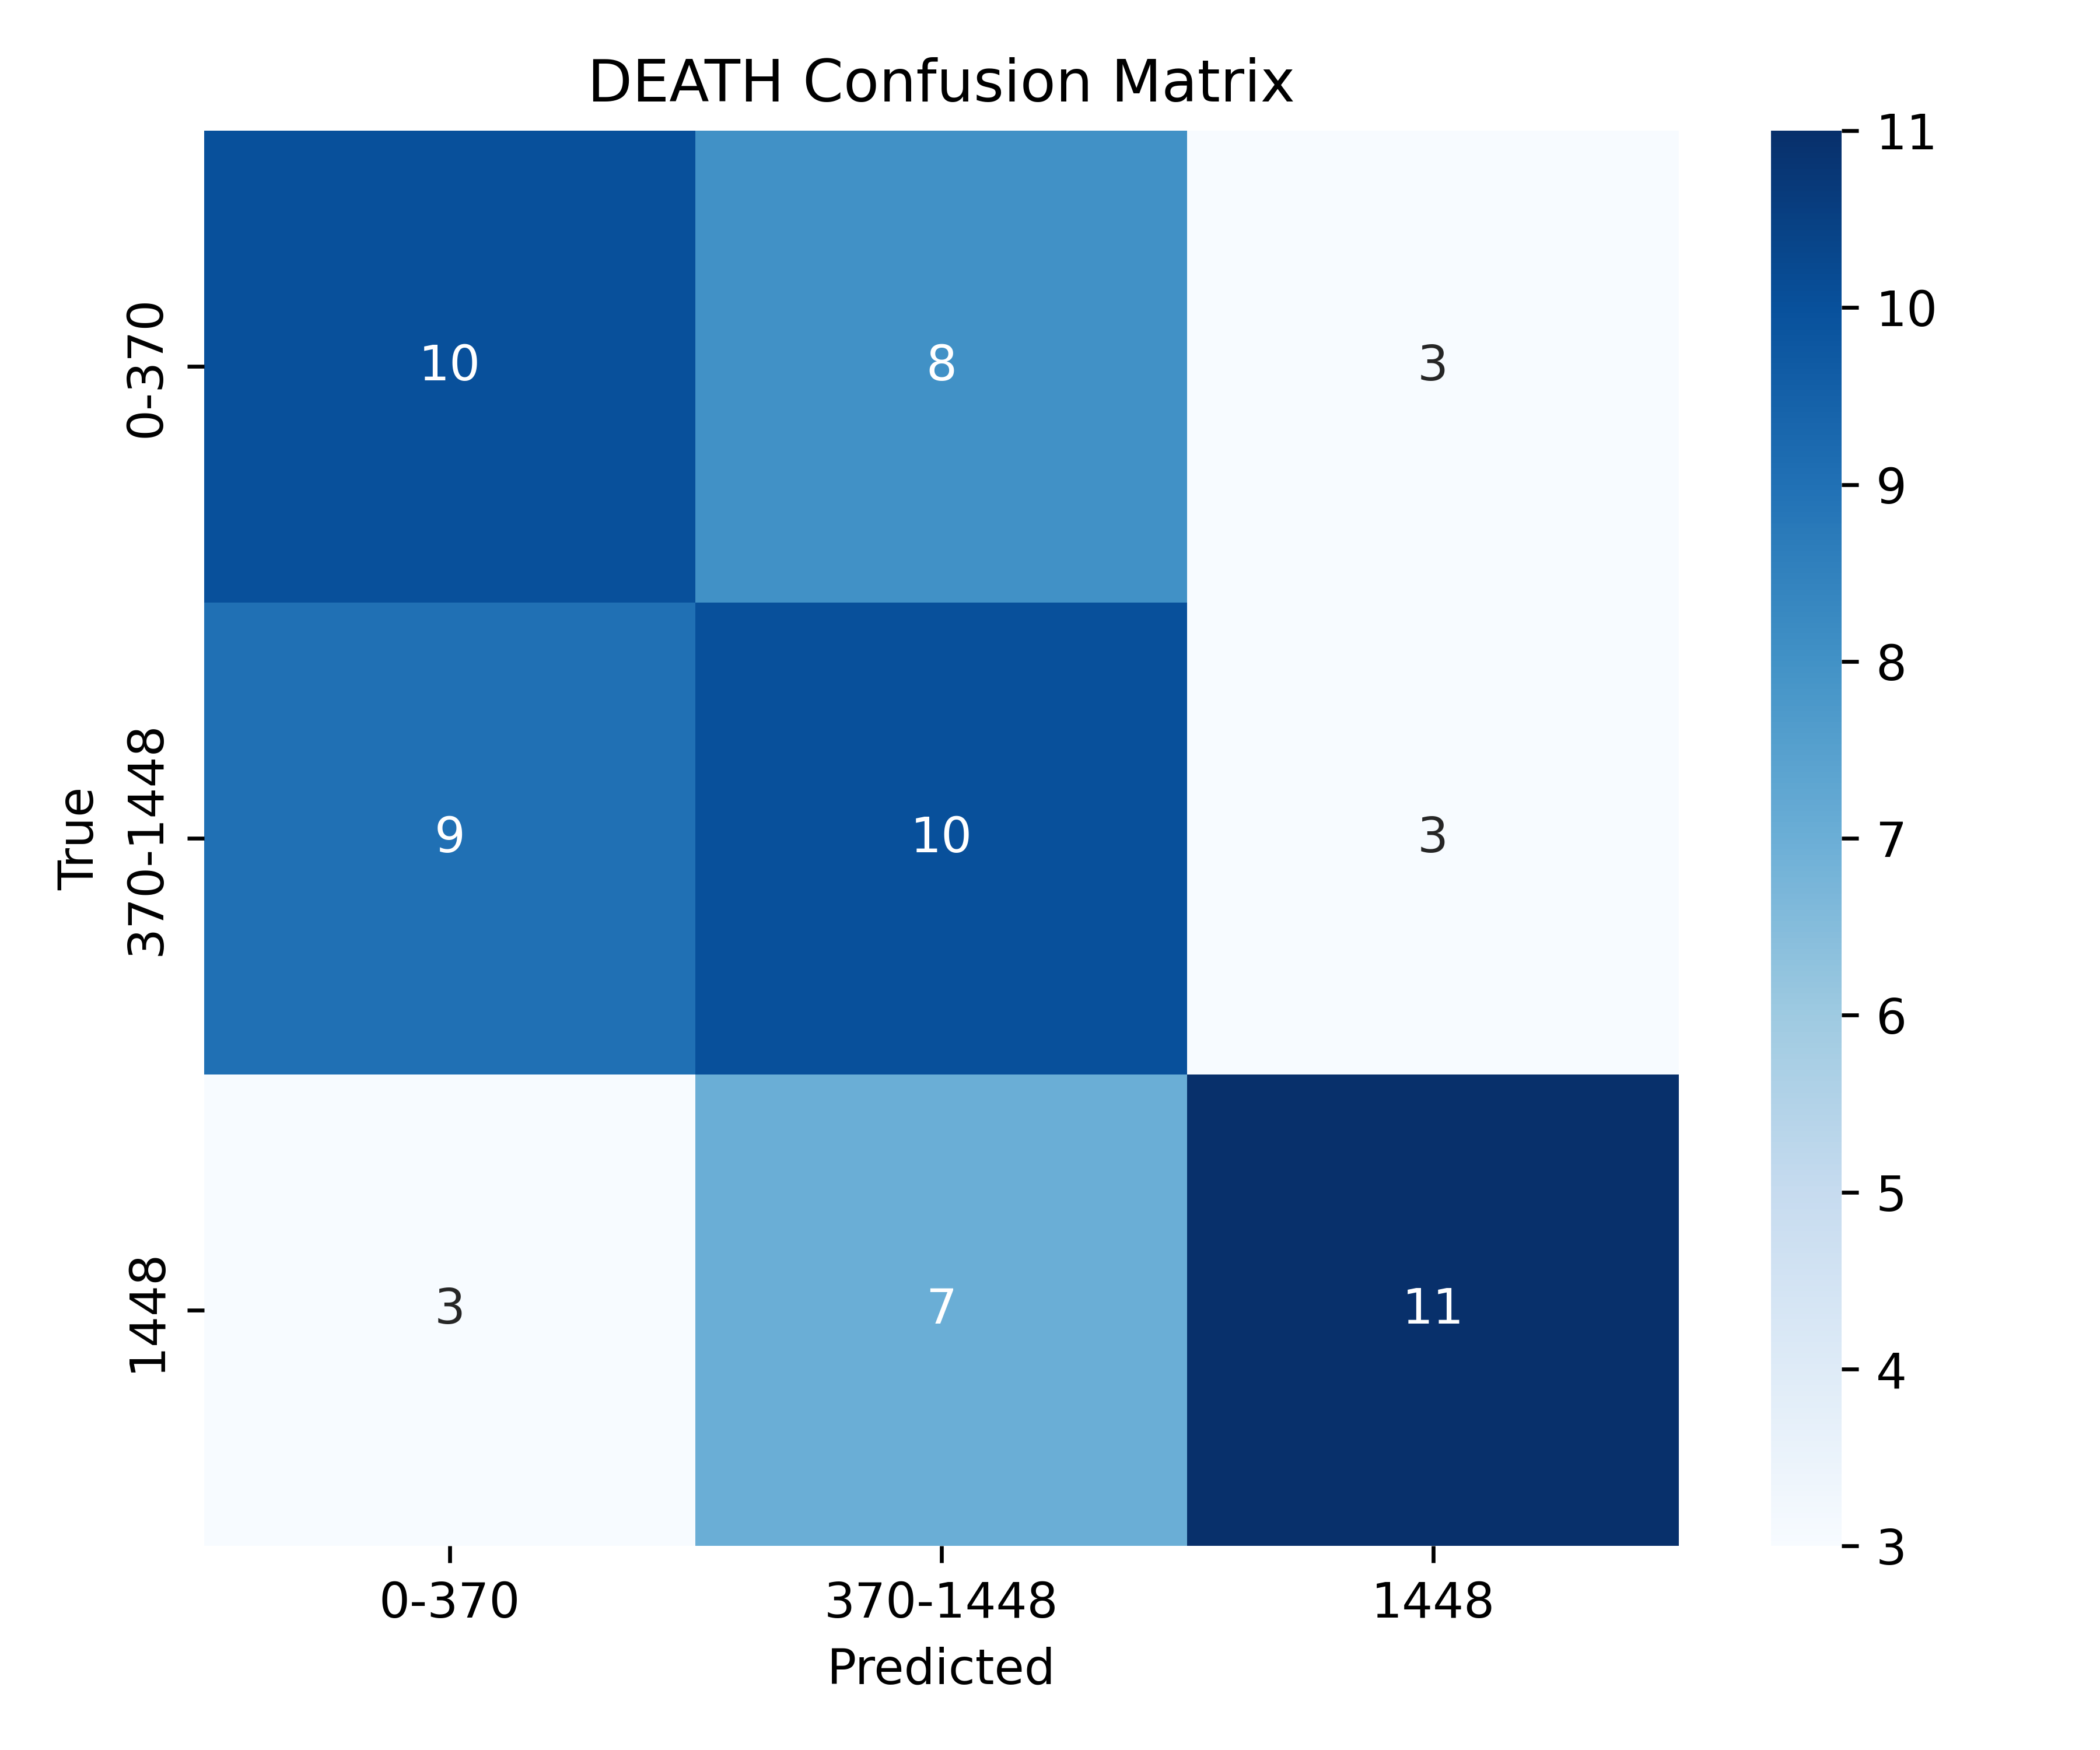 DEATH Confusion Matrix
True
0-370
10 8 3
370-1448
9 10 3
1448
3 7 11
0-370 370-1448 1448
Predicted
11
10
9
8
7
6
5
4
3